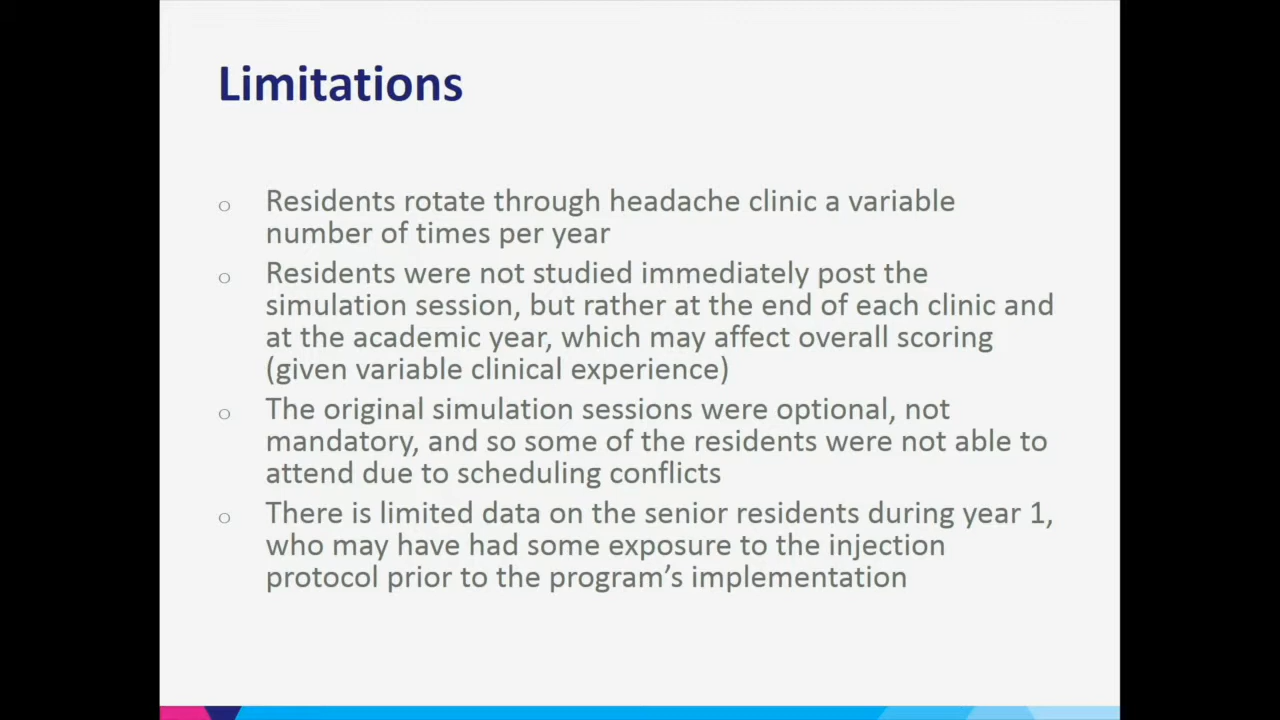 Limitations
o Residents rotate through headache clinic a variable
number of times per year
o Residents were not studied immediately post the
simulation session, but rather at the end of each clinic and
at the academic year, which may affect overall scoring
(given variable clinical experience)
o The original simulation sessions were optional, not
mandatory, and so some of the residents were not able to
attend due to scheduling conflicts
o There is limited data on the senior residents during year 1,
who may have had some exposure to the injection
protocol prior to the program’s implementation